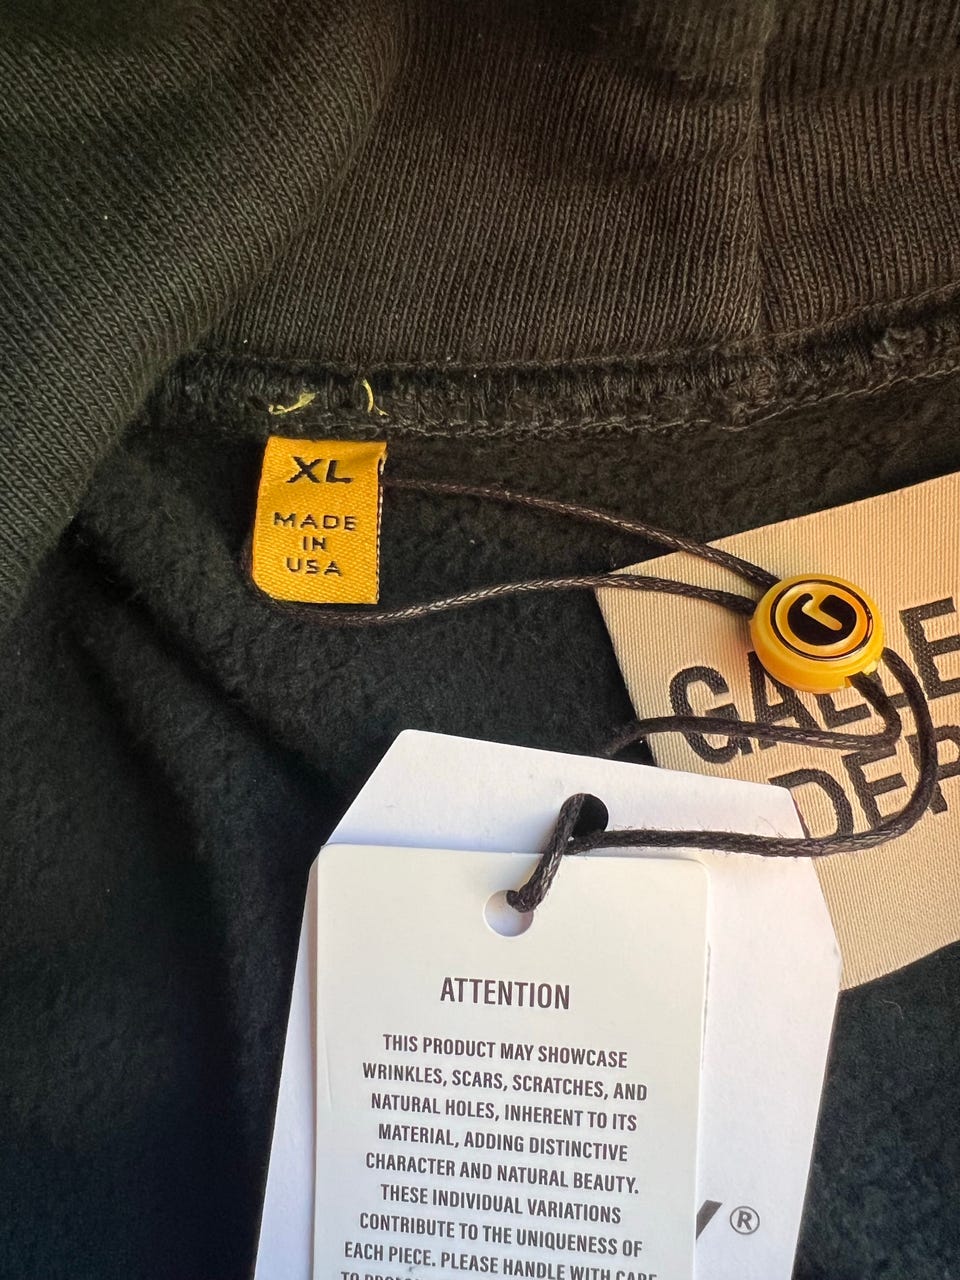 XL
MADE
IN
USA
G
GALLE
DEP
ATTENTION
THIS PRODUCT MAY SHOWCASE
WRINKLES, SCARS, SCRATCHES, AND
NATURAL HOLES, INHERENT TO ITS
MATERIAL, ADDING DISTINCTIVE
CHARACTER AND NATURAL BEAUTY.
THESE INDIVIDUAL VARIATIONS
CONTRIBUTE TO THE UNIQUENESS OF
EACH PIECE. PLEASE HANDLE WITH CARE
®